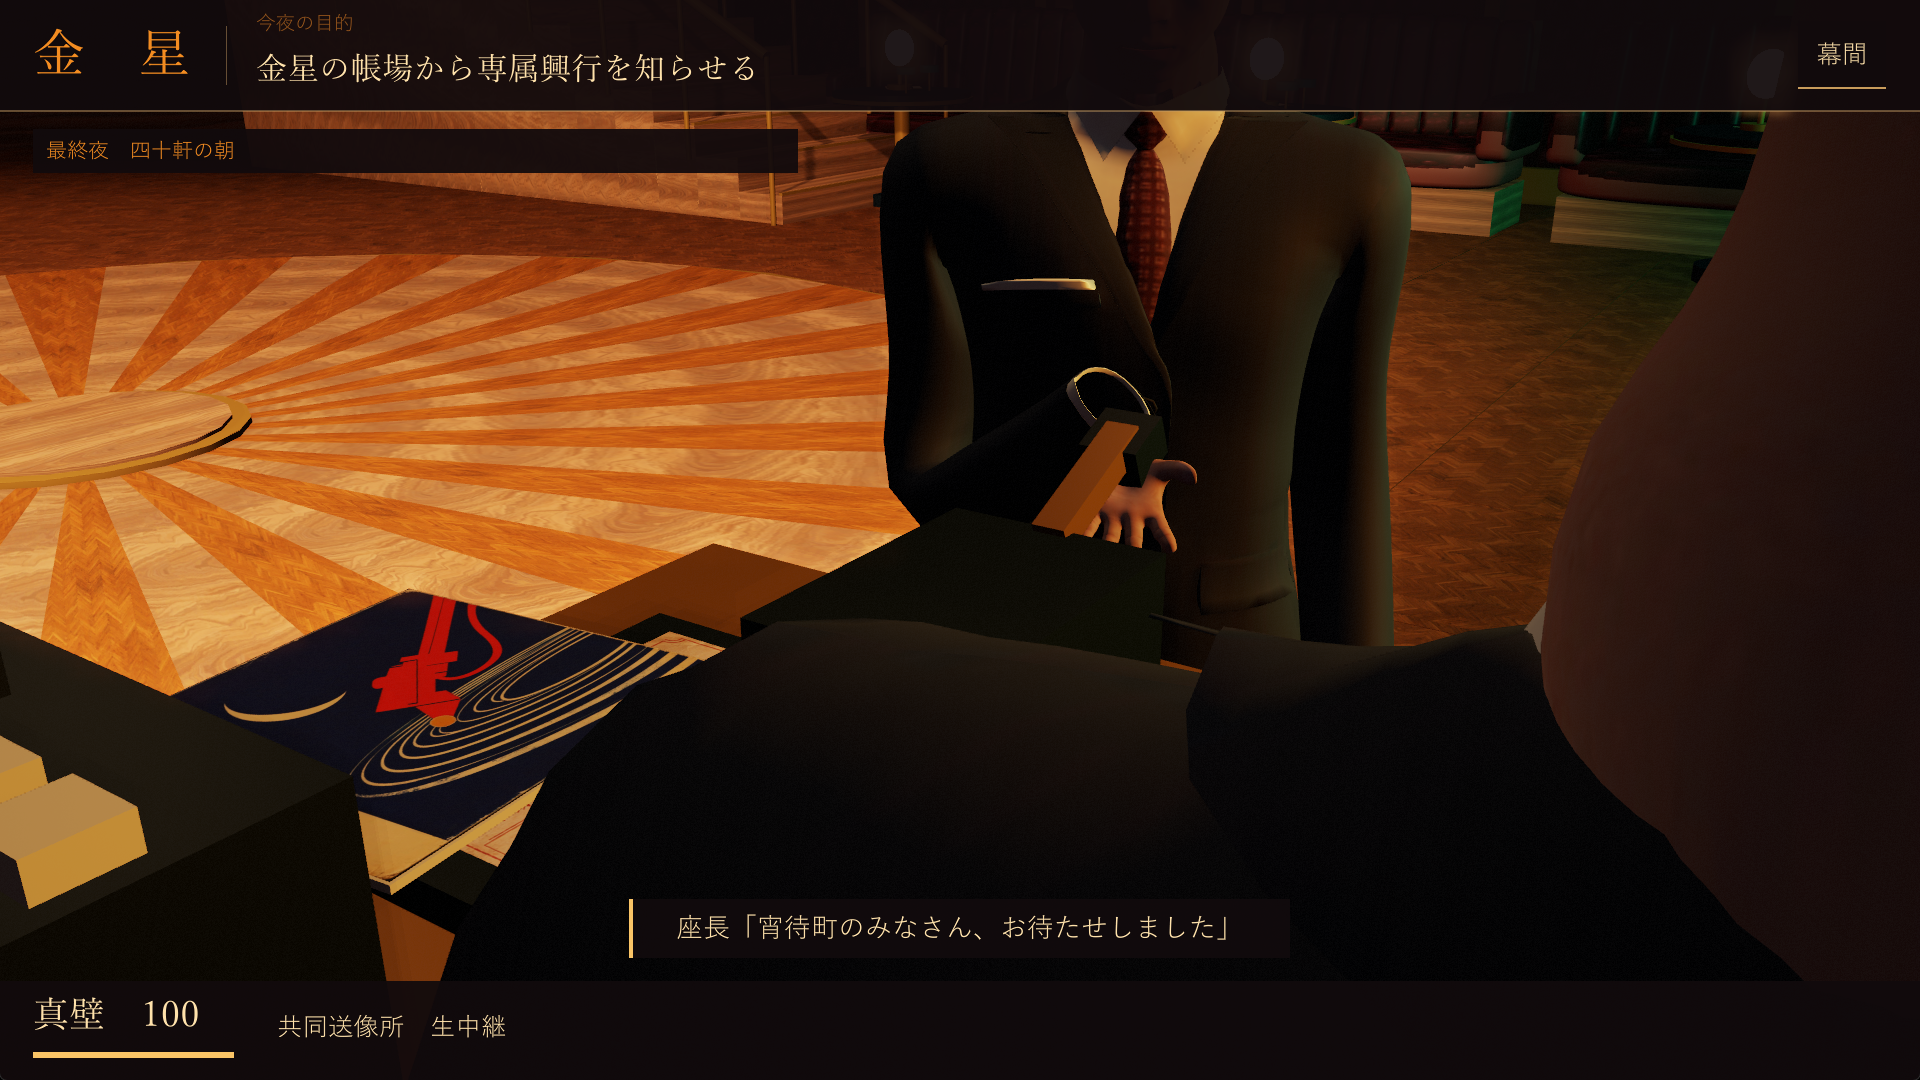 金　星
今夜の目的
金星の帳場から専属興行を知らせる
幕間
最終夜　四十軒の朝
座長「宵待町のみなさん、お待たせしました」
真壁　100
共同送像所　生中継